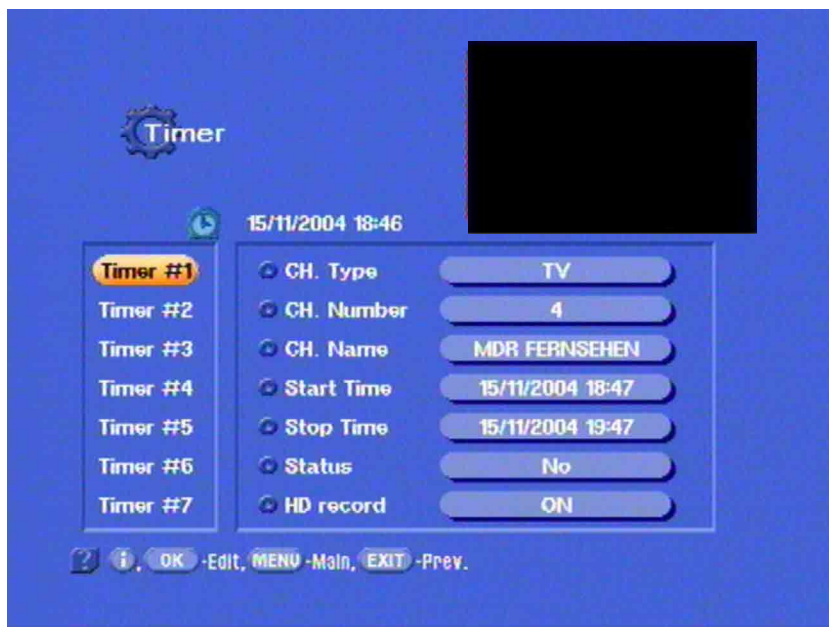 Timer
15/11/2004 18:46
Timer #1
Timer #2
Timer #3
Timer #4
Timer #5
Timer #6
Timer #7
CH. Type TV
CH. Number 4
CH. Name MDR FERNSEHEN
Start Time 15/11/2004 18:47
Stop Time 15/11/2004 19:47
Status No
HD record ON
? i, OK -Edit, MENU -Main, EXIT -Prev.